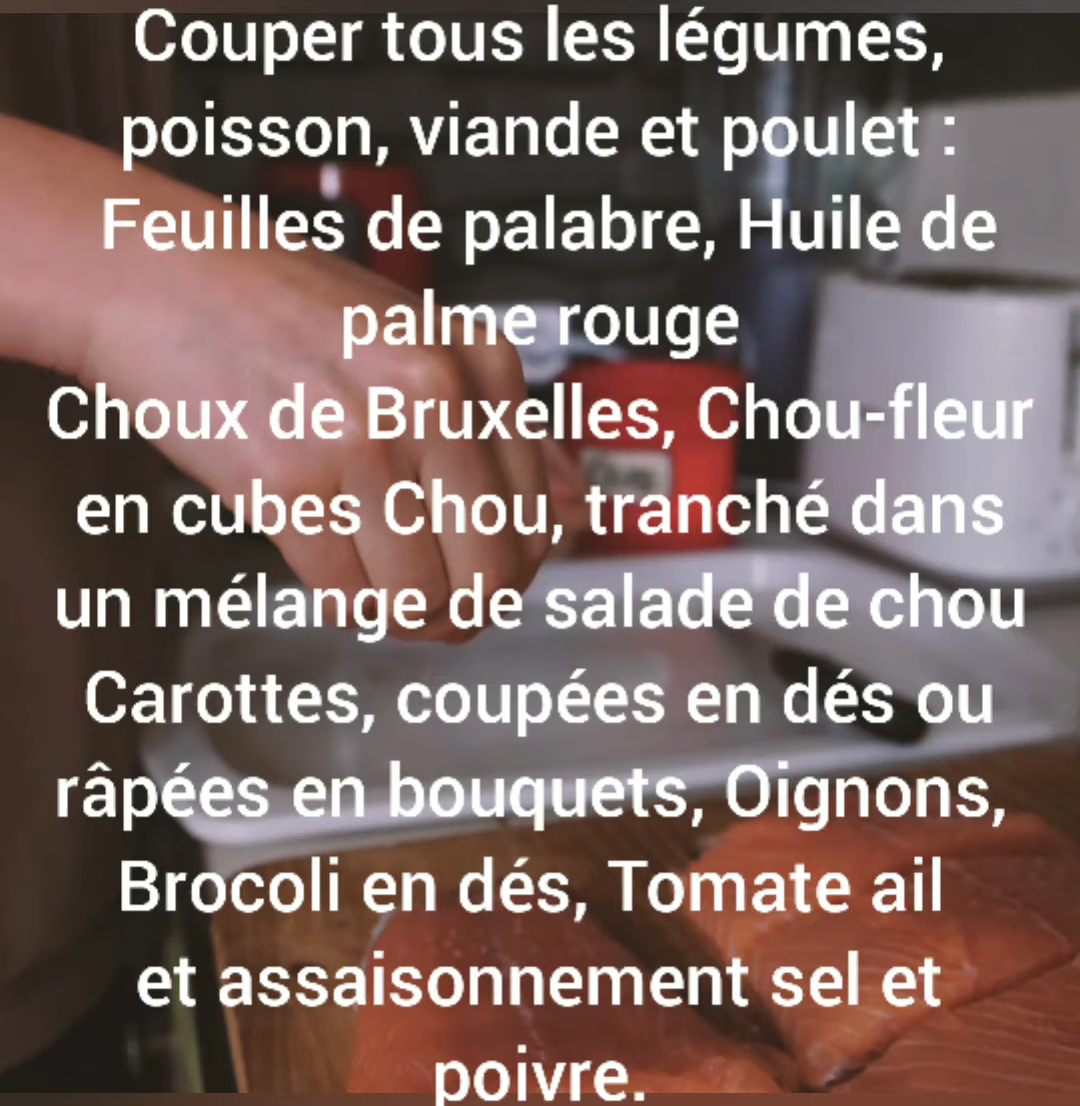 Couper tous les légumes,
poisson, viande et poulet :
Feuilles de palabre, Huile de
palme rouge
Choux de Bruxelles, Chou-fleur
en cubes Chou, tranché dans
un mélange de salade de chou
Carottes, coupées en dés ou
râpées en bouquets, Oignons,
Brocoli en dés, Tomate ail
et assaisonnement sel et
poivre.